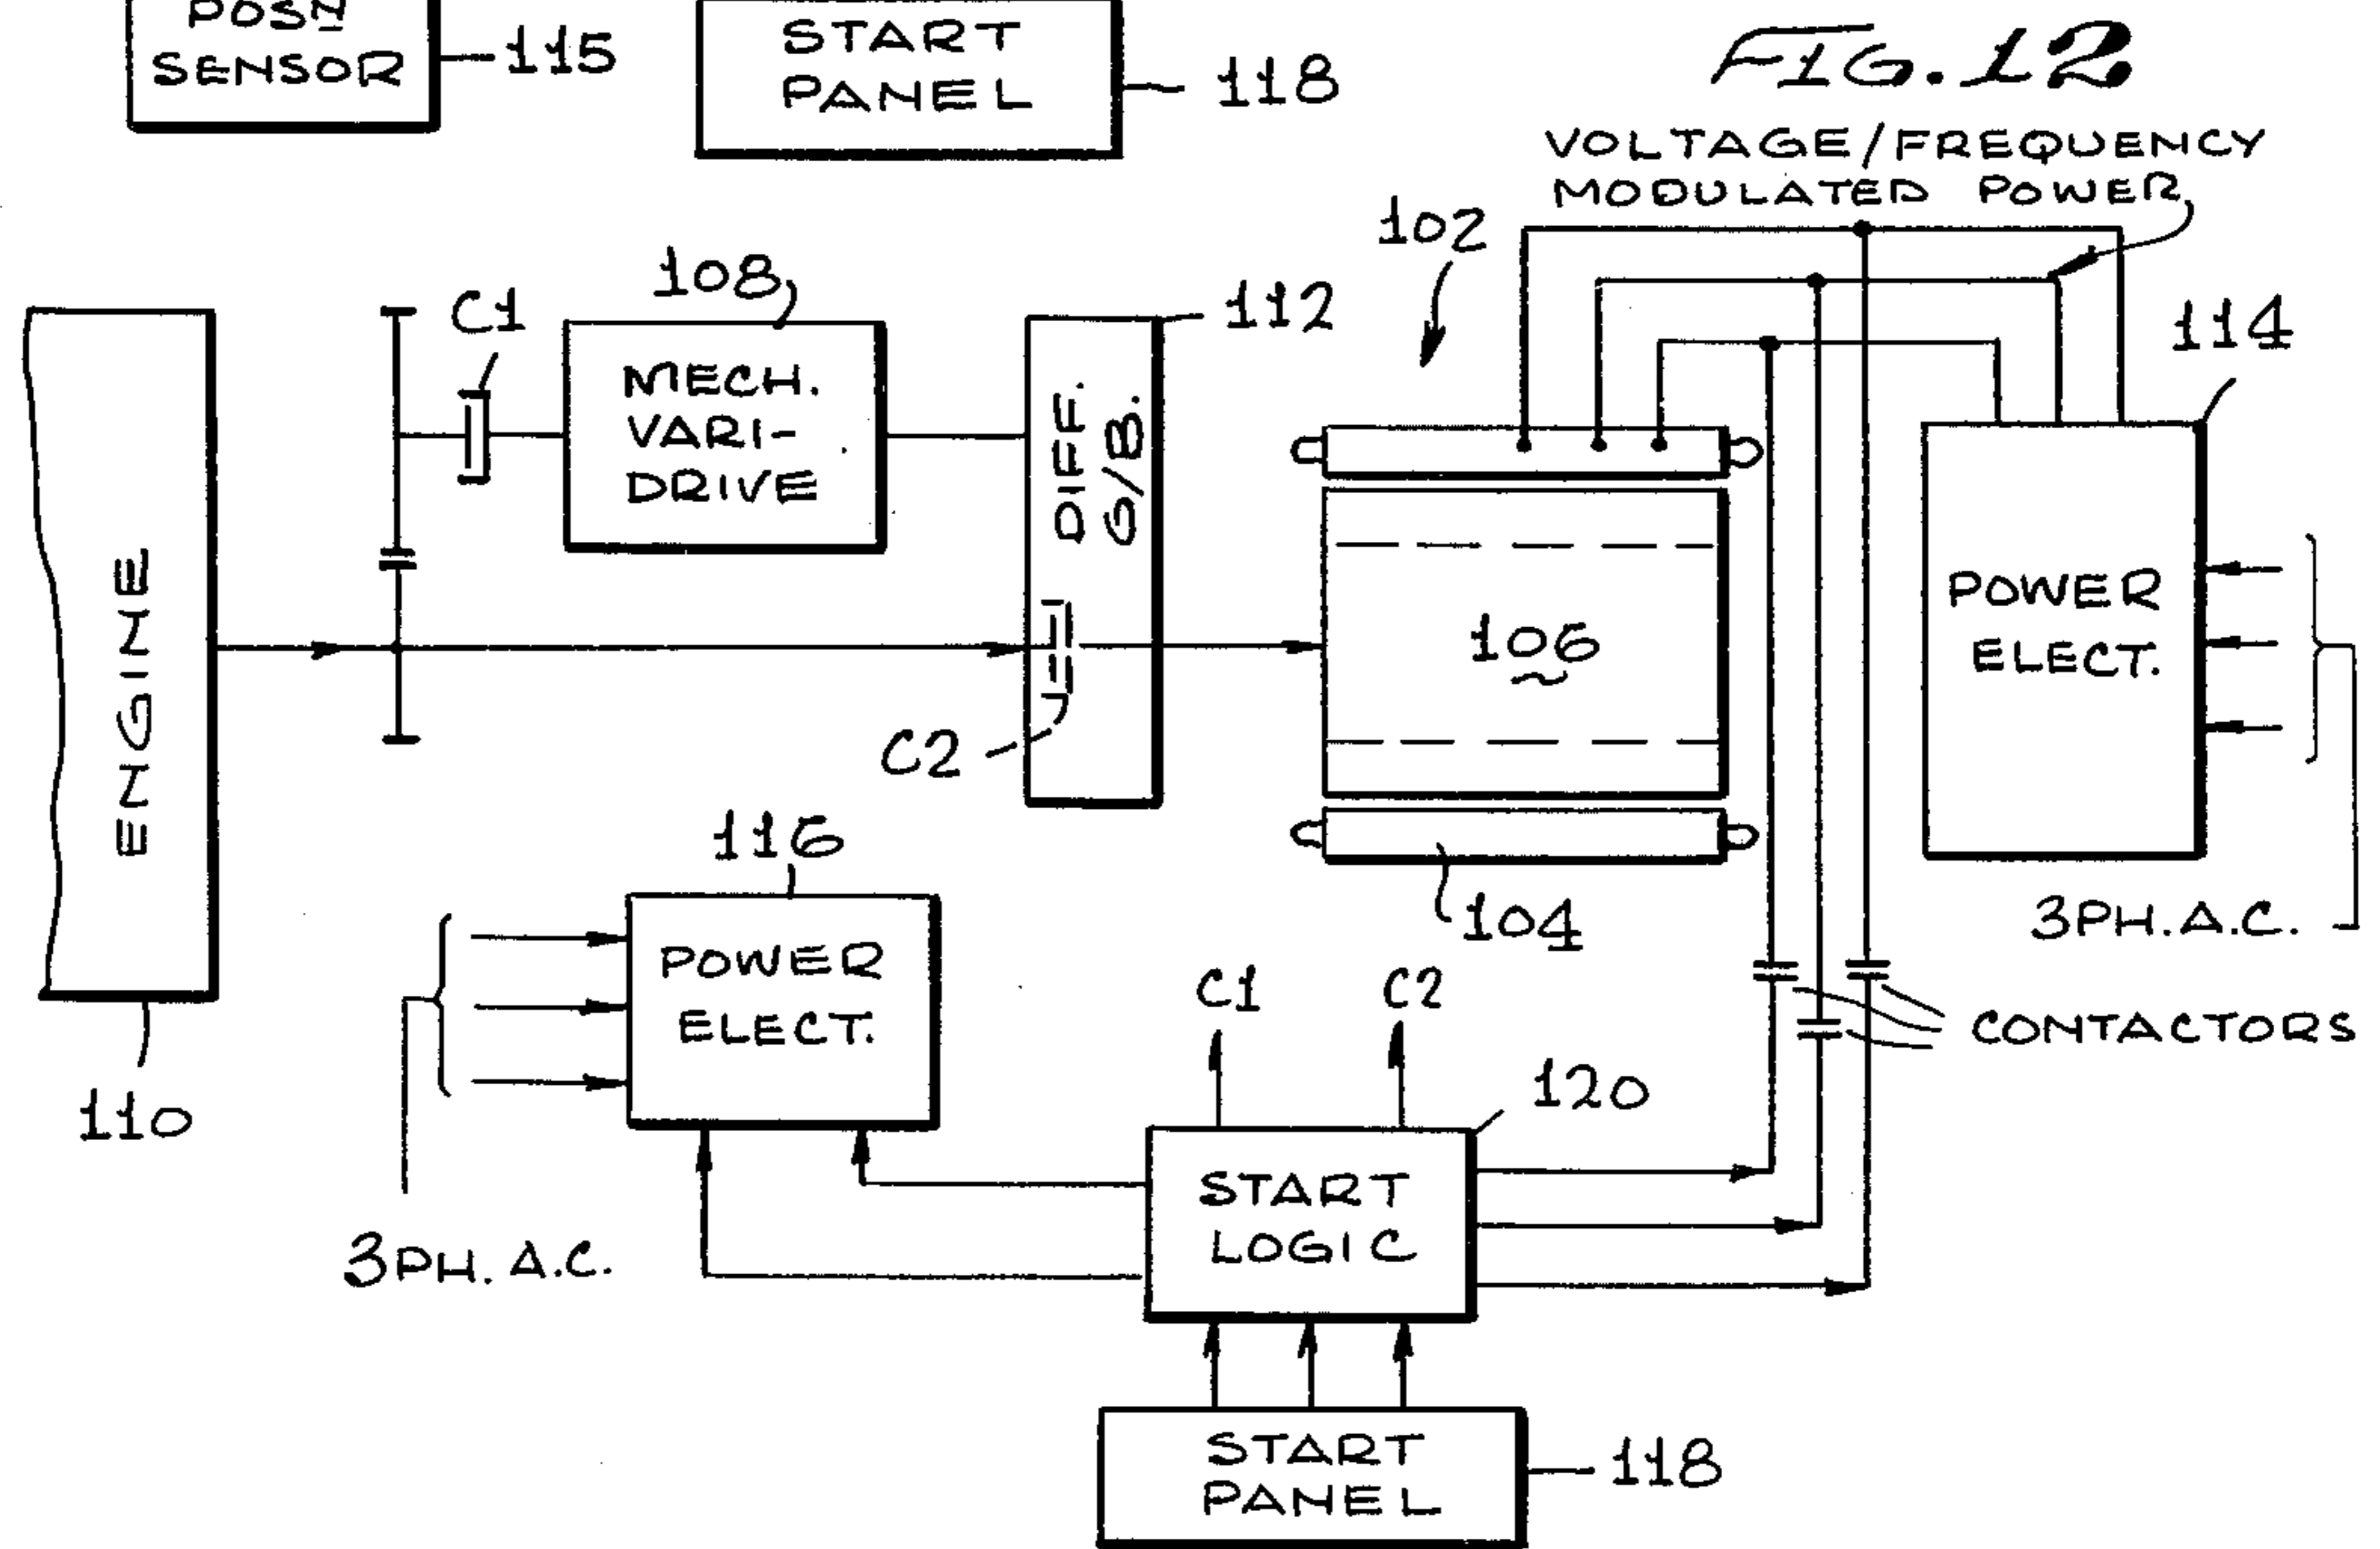 POSN
SENSOR
115
START
PANEL
118
FIG. 12
VOLTAGE/FREQUENCY
MODULATED POWER
102
108
C1
112
114
MECH.
VARI-
DRIVE
DIFF.
G/B.
ENGINE
106
POWER
ELECT.
C2
116
104
3PH. A.C.
POWER
ELECT.
C1
C2
CONTACTORS
110
120
START
LOGIC
3PH. A.C.
START
PANEL
118